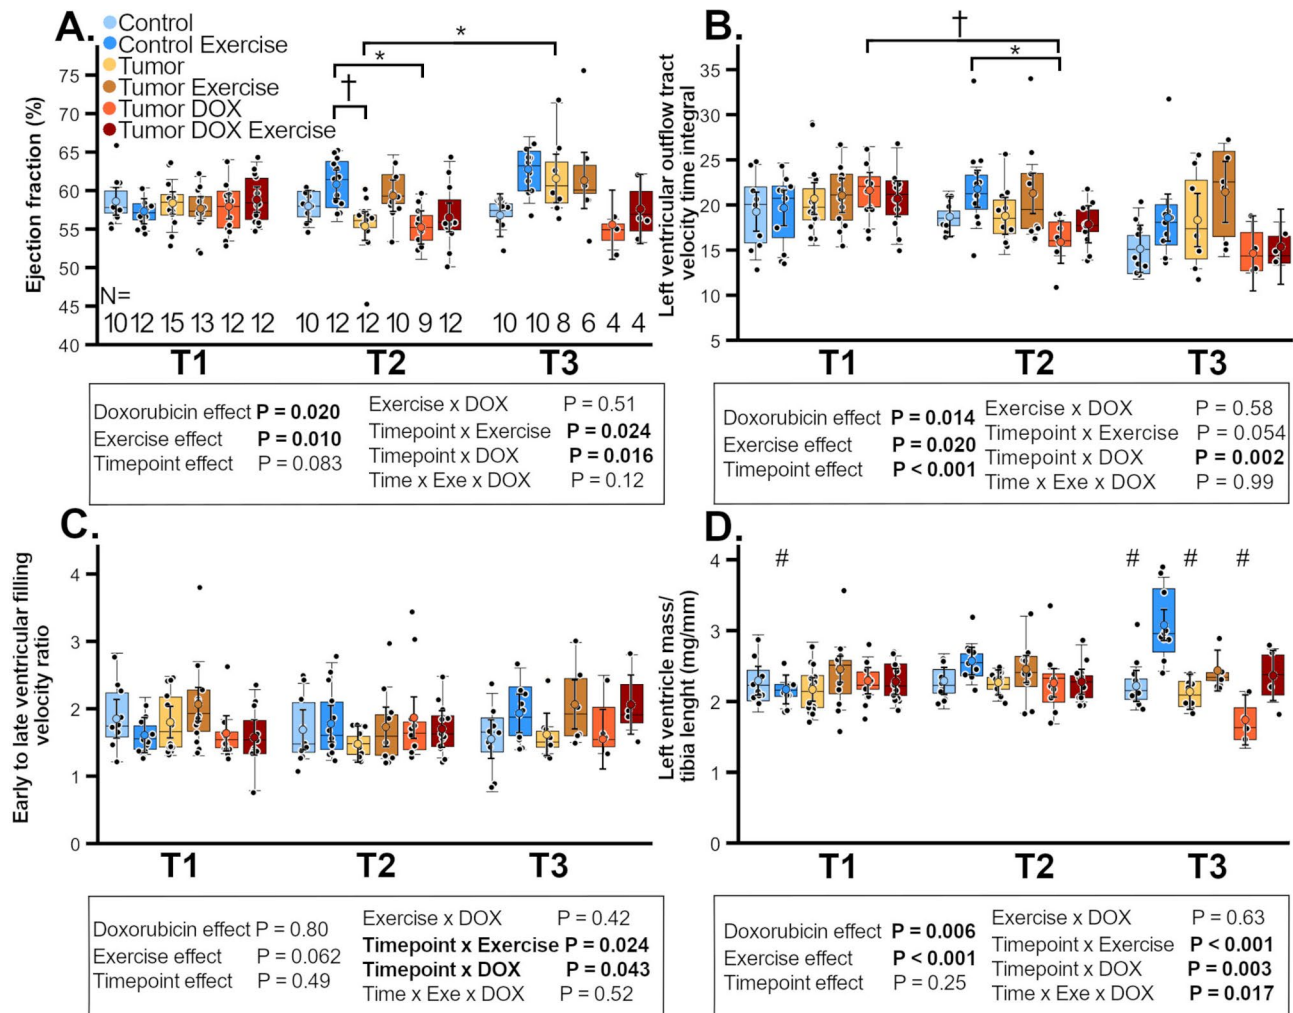 A.
Control
Control Exercise
Tumor
Tumor Exercise
Tumor DOX
Tumor DOX Exercise
Ejection fraction (%)
75
70
65
60
55
50
45
40
* * †
N=
10 12 15 13 12 12 10 12 12 10 9 12 10 10 8 6 4 4
T1 T2 T3
Doxorubicin effect P = 0.020
Exercise effect P = 0.010
Timepoint effect P = 0.083
Exercise x DOX P = 0.51
Timepoint x Exercise P = 0.024
Timepoint x DOX P = 0.016
Time x Exe x DOX P = 0.12
B.
Left ventricular outflow tract
velocity time integral
35
30
25
20
15
10
5
† *
T1 T2 T3
Doxorubicin effect P = 0.014
Exercise effect P = 0.020
Timepoint effect P < 0.001
Exercise x DOX P = 0.58
Timepoint x Exercise P = 0.054
Timepoint x DOX P = 0.002
Time x Exe x DOX P = 0.99
C.
Early to late ventricular filling
velocity ratio
4
3
2
1
0
T1 T2 T3
Doxorubicin effect P = 0.80
Exercise effect P = 0.062
Timepoint effect P = 0.49
Exercise x DOX P = 0.42
Timepoint x Exercise P = 0.024
Timepoint x DOX P = 0.043
Time x Exe x DOX P = 0.52
D.
Left ventricle mass/
tibia lenght (mg/mm)
4
3
2
1
0
# # # #
T1 T2 T3
Doxorubicin effect P = 0.006
Exercise effect P < 0.001
Timepoint effect P = 0.25
Exercise x DOX P = 0.63
Timepoint x Exercise P < 0.001
Timepoint x DOX P = 0.003
Time x Exe x DOX P = 0.017